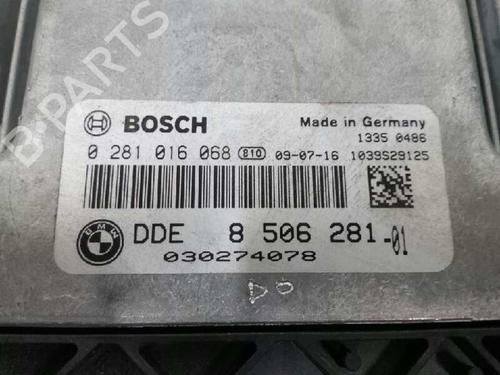 B-PARTS
BOSCH
Made in Germany
1335 0486
0 281 016 068 810 09-07-16 1039S29125
BMW
DDE 8 506 281-01
030274078